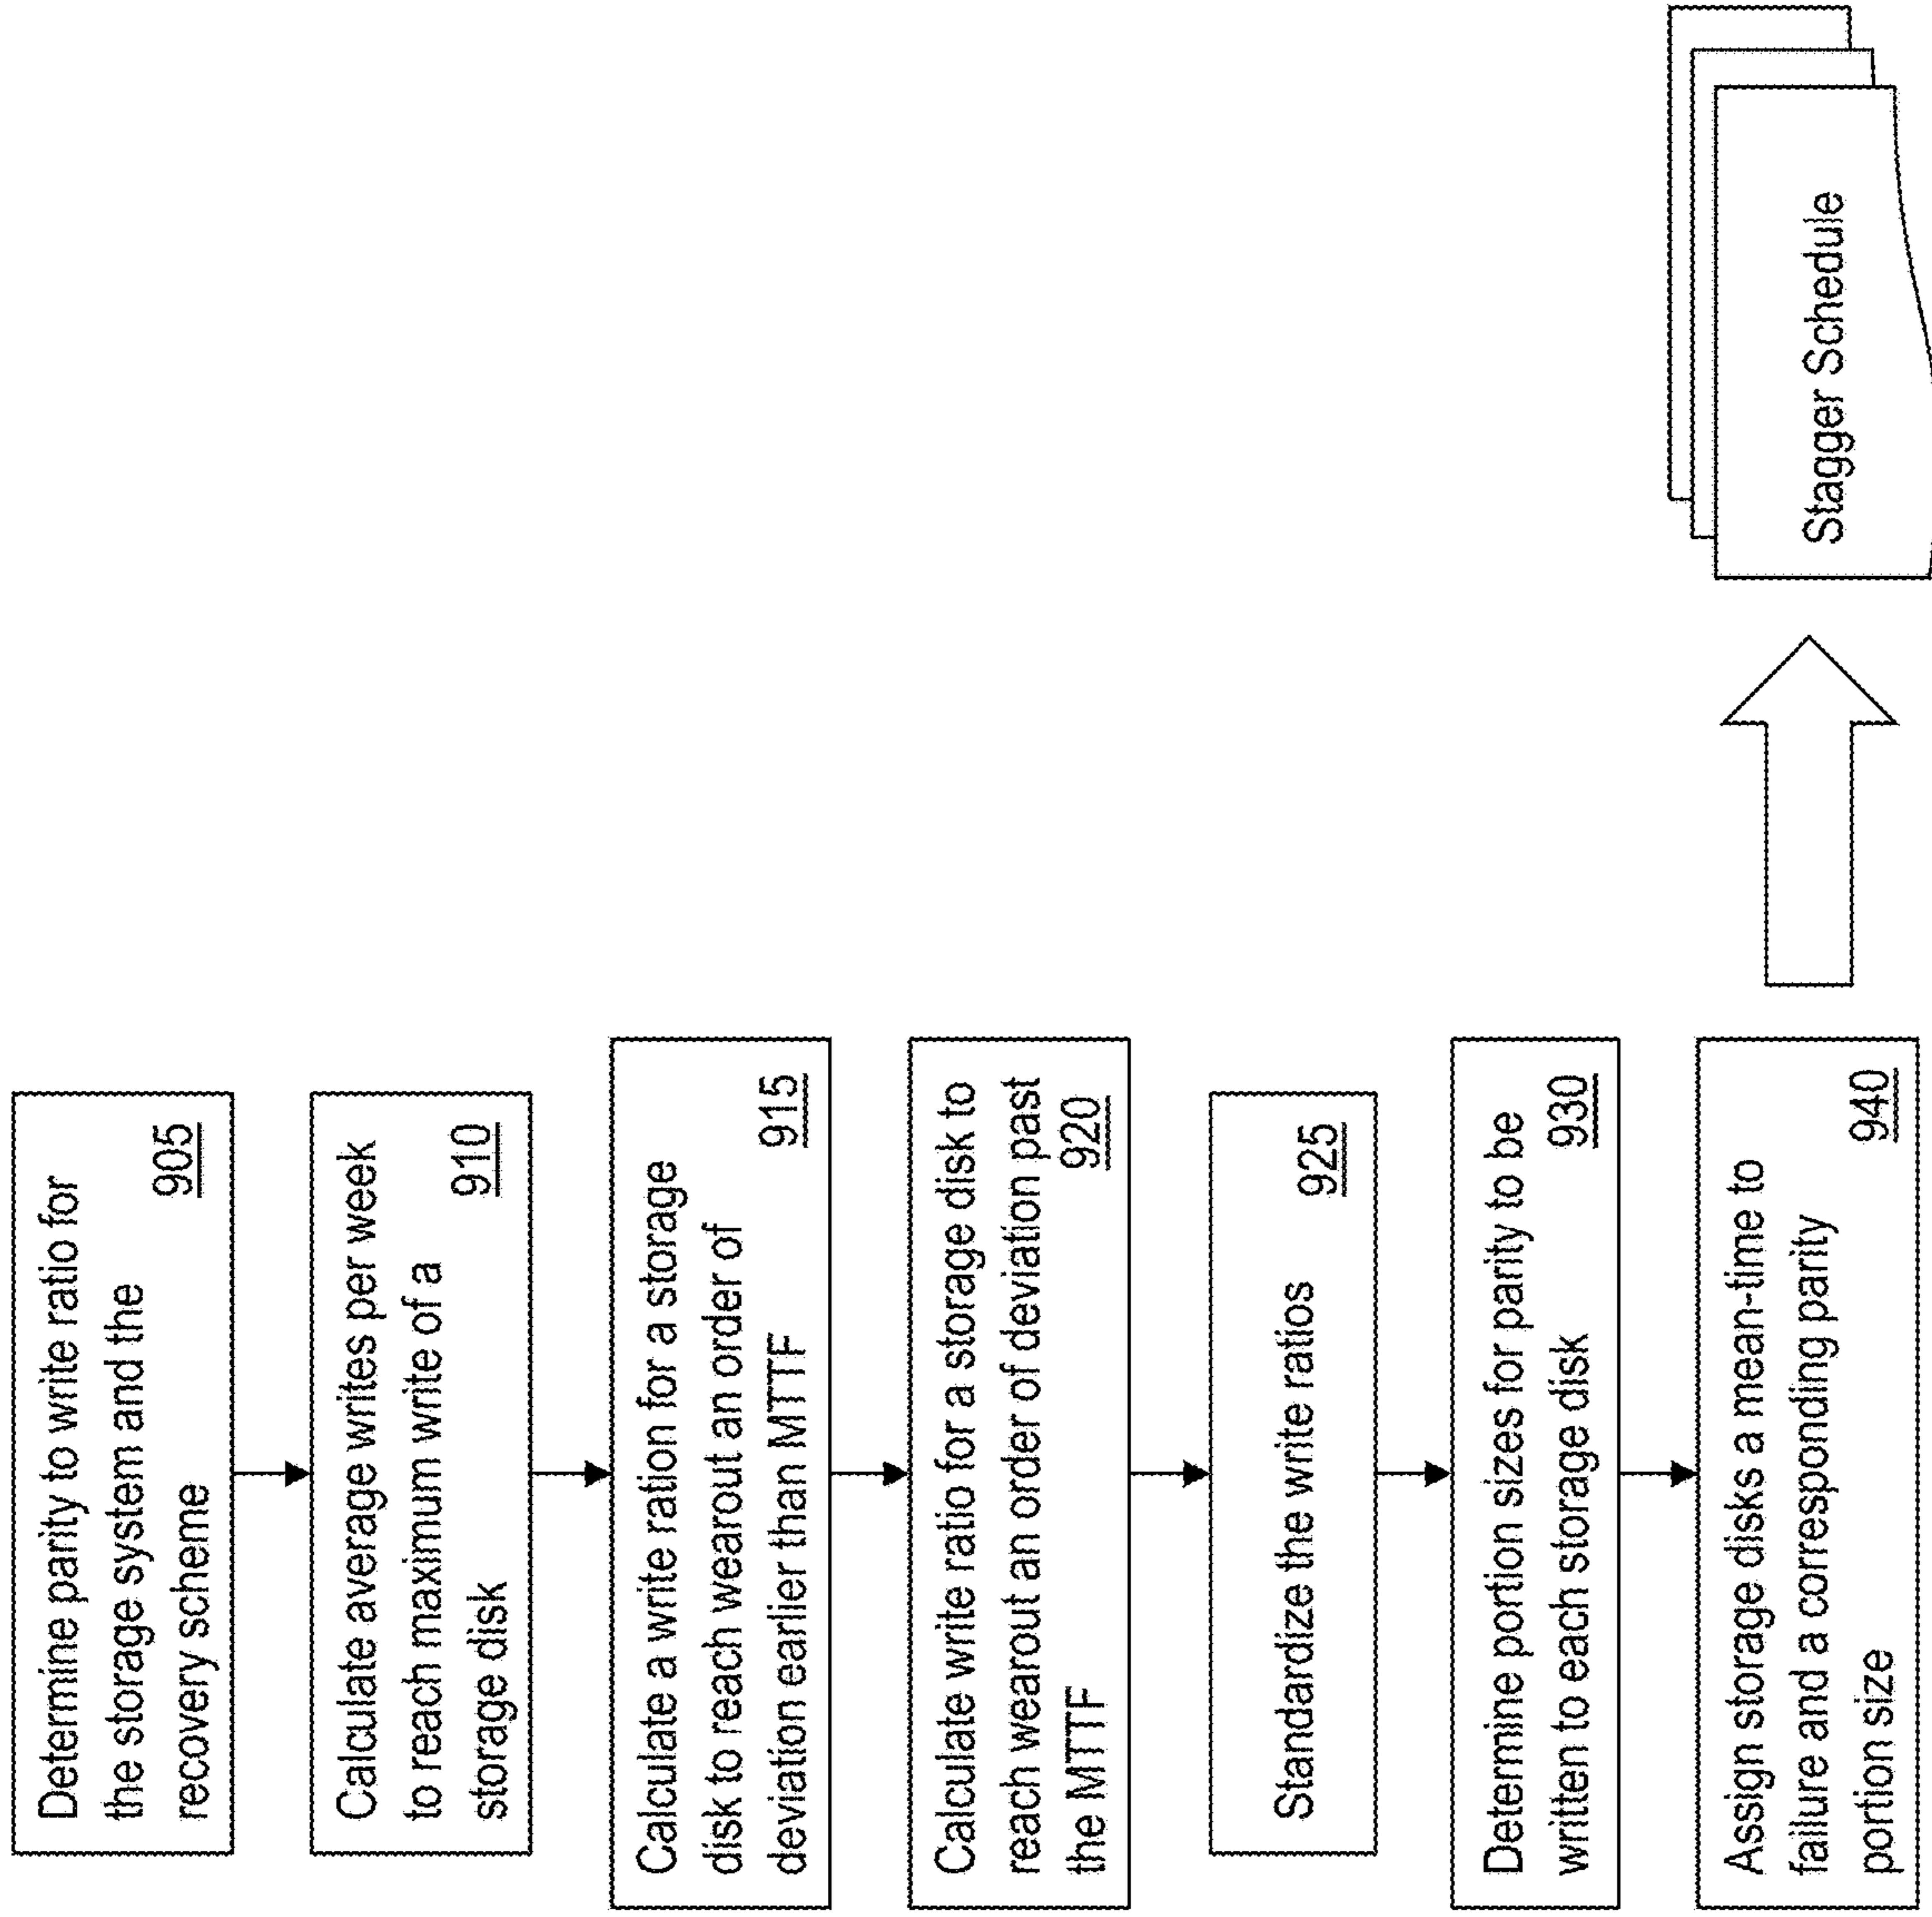 Determine parity to write ratio for
the storage system and the
recovery scheme 905
Calculate average writes per week
to reach maximum write of a
storage disk 910
Calculate a write ration for a storage
disk to reach wearout an order of
deviation earlier than MTTF 915
Calculate write ratio for a storage disk to
reach wearout an order of deviation past
the MTTF 920
Standardize the write ratios 925
Determine portion sizes for parity to be
written to each storage disk 930
Assign storage disks a mean-time to
failure and a corresponding parity
portion size 940
Stagger Schedule